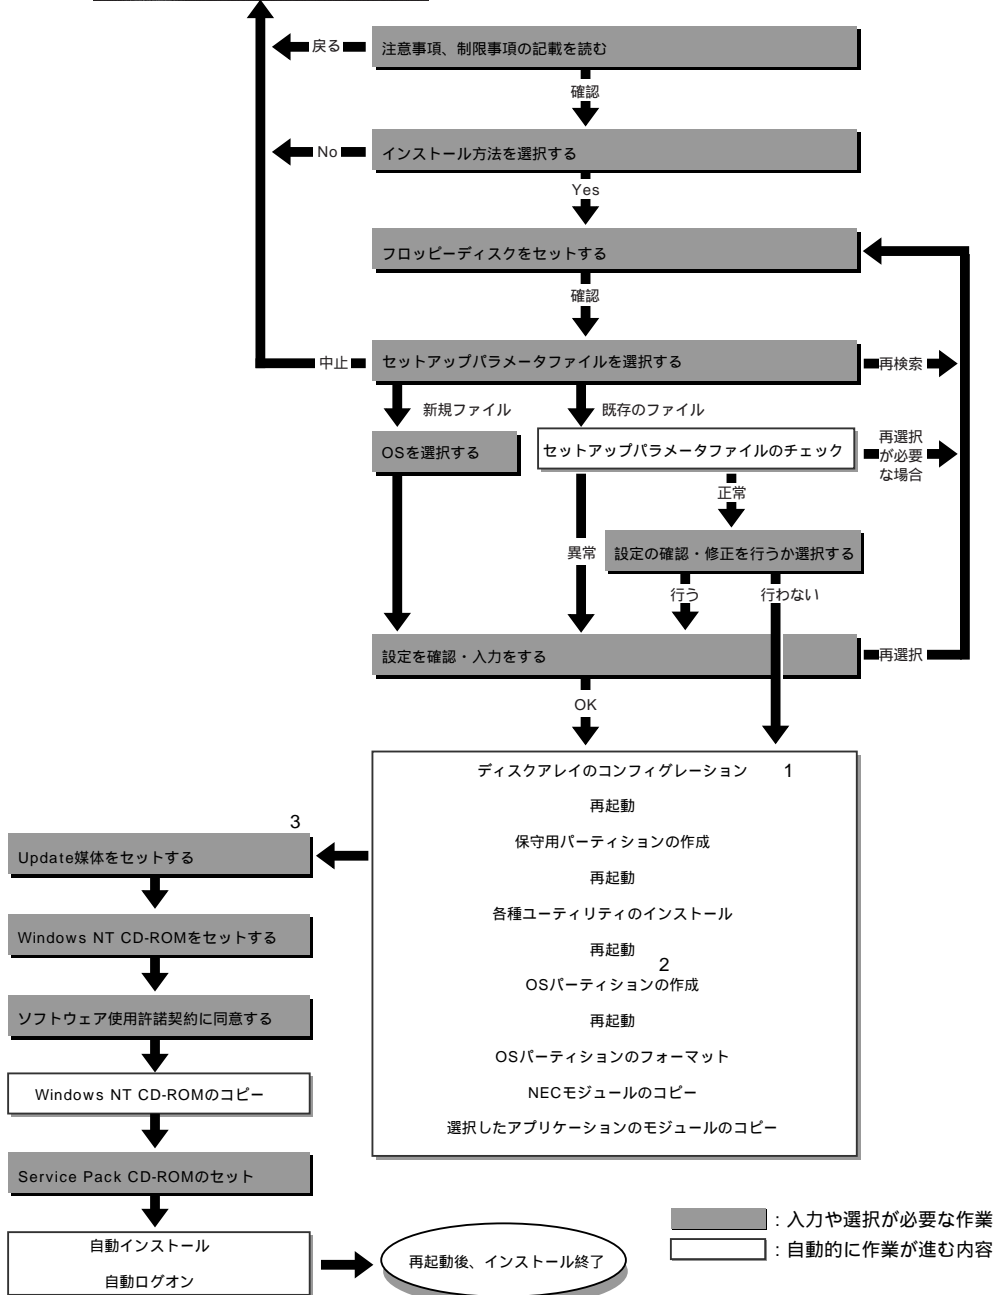 戻る
注意事項、制限事項の記載を読む
確認
No
インストール方法を選択する
Yes
フロッピーディスクをセットする
確認
中止
セットアップパラメータファイルを選択する
再検索
新規ファイル
既存のファイル
OSを選択する
セットアップパラメータファイルのチェック
再選択
が必要
な場合
正常
異常
設定の確認・修正を行うか選択する
行う
行わない
設定を確認・入力をする
再選択
OK
ディスクアレイのコンフィグレーション 1
再起動
保守用パーティションの作成
再起動
各種ユーティリティのインストール
再起動
2
OSパーティションの作成
再起動
OSパーティションのフォーマット
NECモジュールのコピー
選択したアプリケーションのモジュールのコピー
3
Update媒体をセットする
Windows NT CD-ROMをセットする
ソフトウェア使用許諾契約に同意する
Windows NT CD-ROMのコピー
Service Pack CD-ROMのセット
自動インストール
自動ログオン
再起動後、インストール終了
：入力や選択が必要な作業
：自動的に作業が進む内容